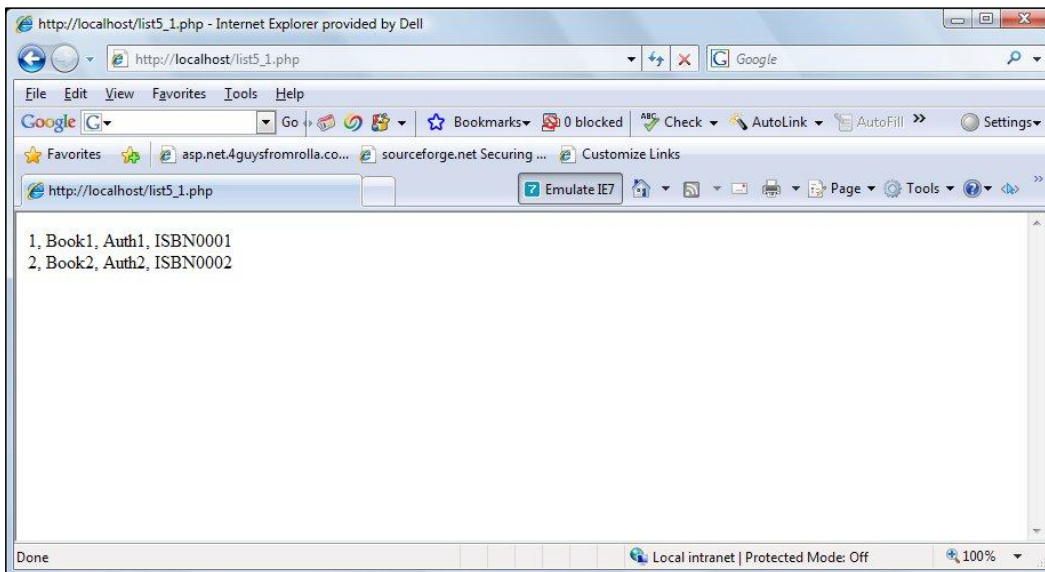 http://localhost/list5_1.php - Internet Explorer provided by Dell
http://localhost/list5_1.php
Google
File Edit View Favorites Tools Help
Google G Go Bookmarks 0 blocked ABC Check AutoLink AutoFill Settings
Favorites asp.net.4guysfromrolla.co... sourceforge.net Securing ... Customize Links
http://localhost/list5_1.php 7 Emulate IE7 Page Tools
1, Book1, Auth1, ISBN0001
2, Book2, Auth2, ISBN0002
Done Local intranet | Protected Mode: Off 100%